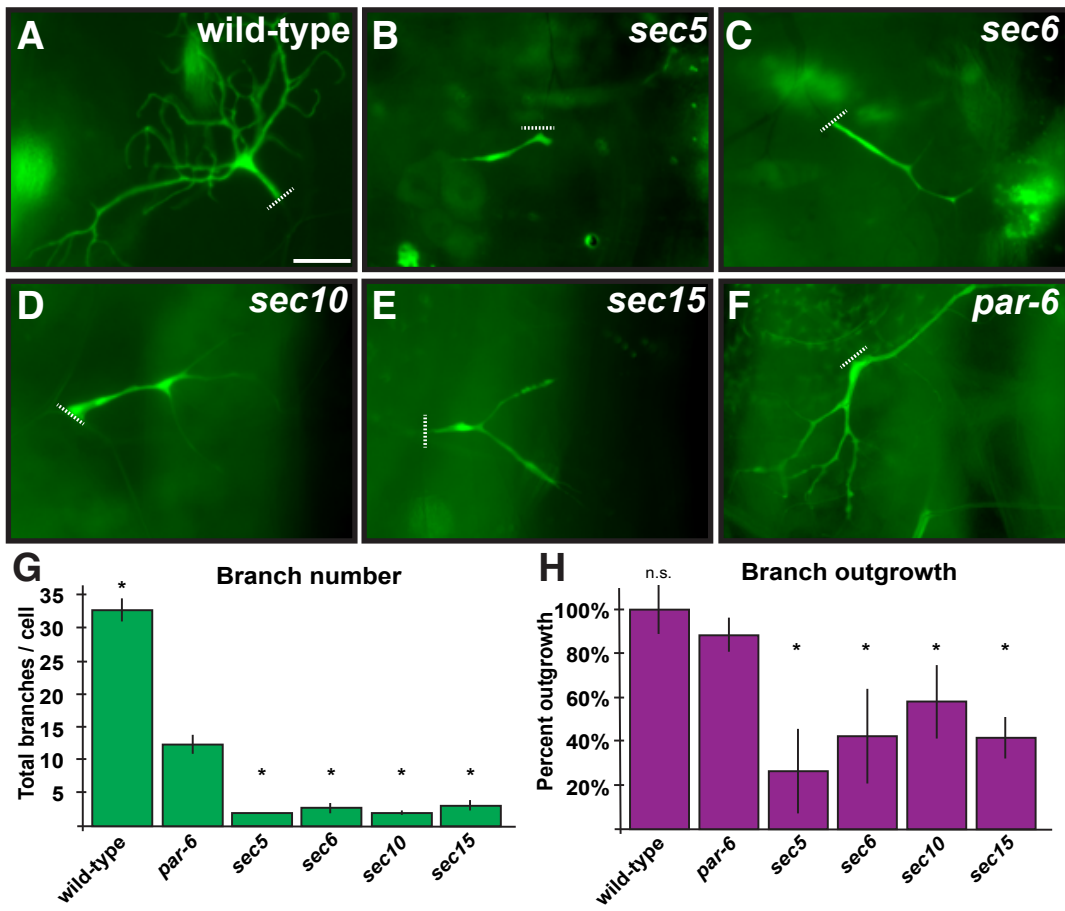 A wild-type
B sec5
C sec6
D sec10
E sec15
F par-6
G Branch number
*
Total branches / cell
35
30
25
20
15
10
5
* * * *
wild-type par-6 sec5 sec6 sec10 sec15
H Branch outgrowth
n.s.
Percent outgrowth
100%
80%
60%
40%
20%
* * * *
wild-type par-6 sec5 sec6 sec10 sec15